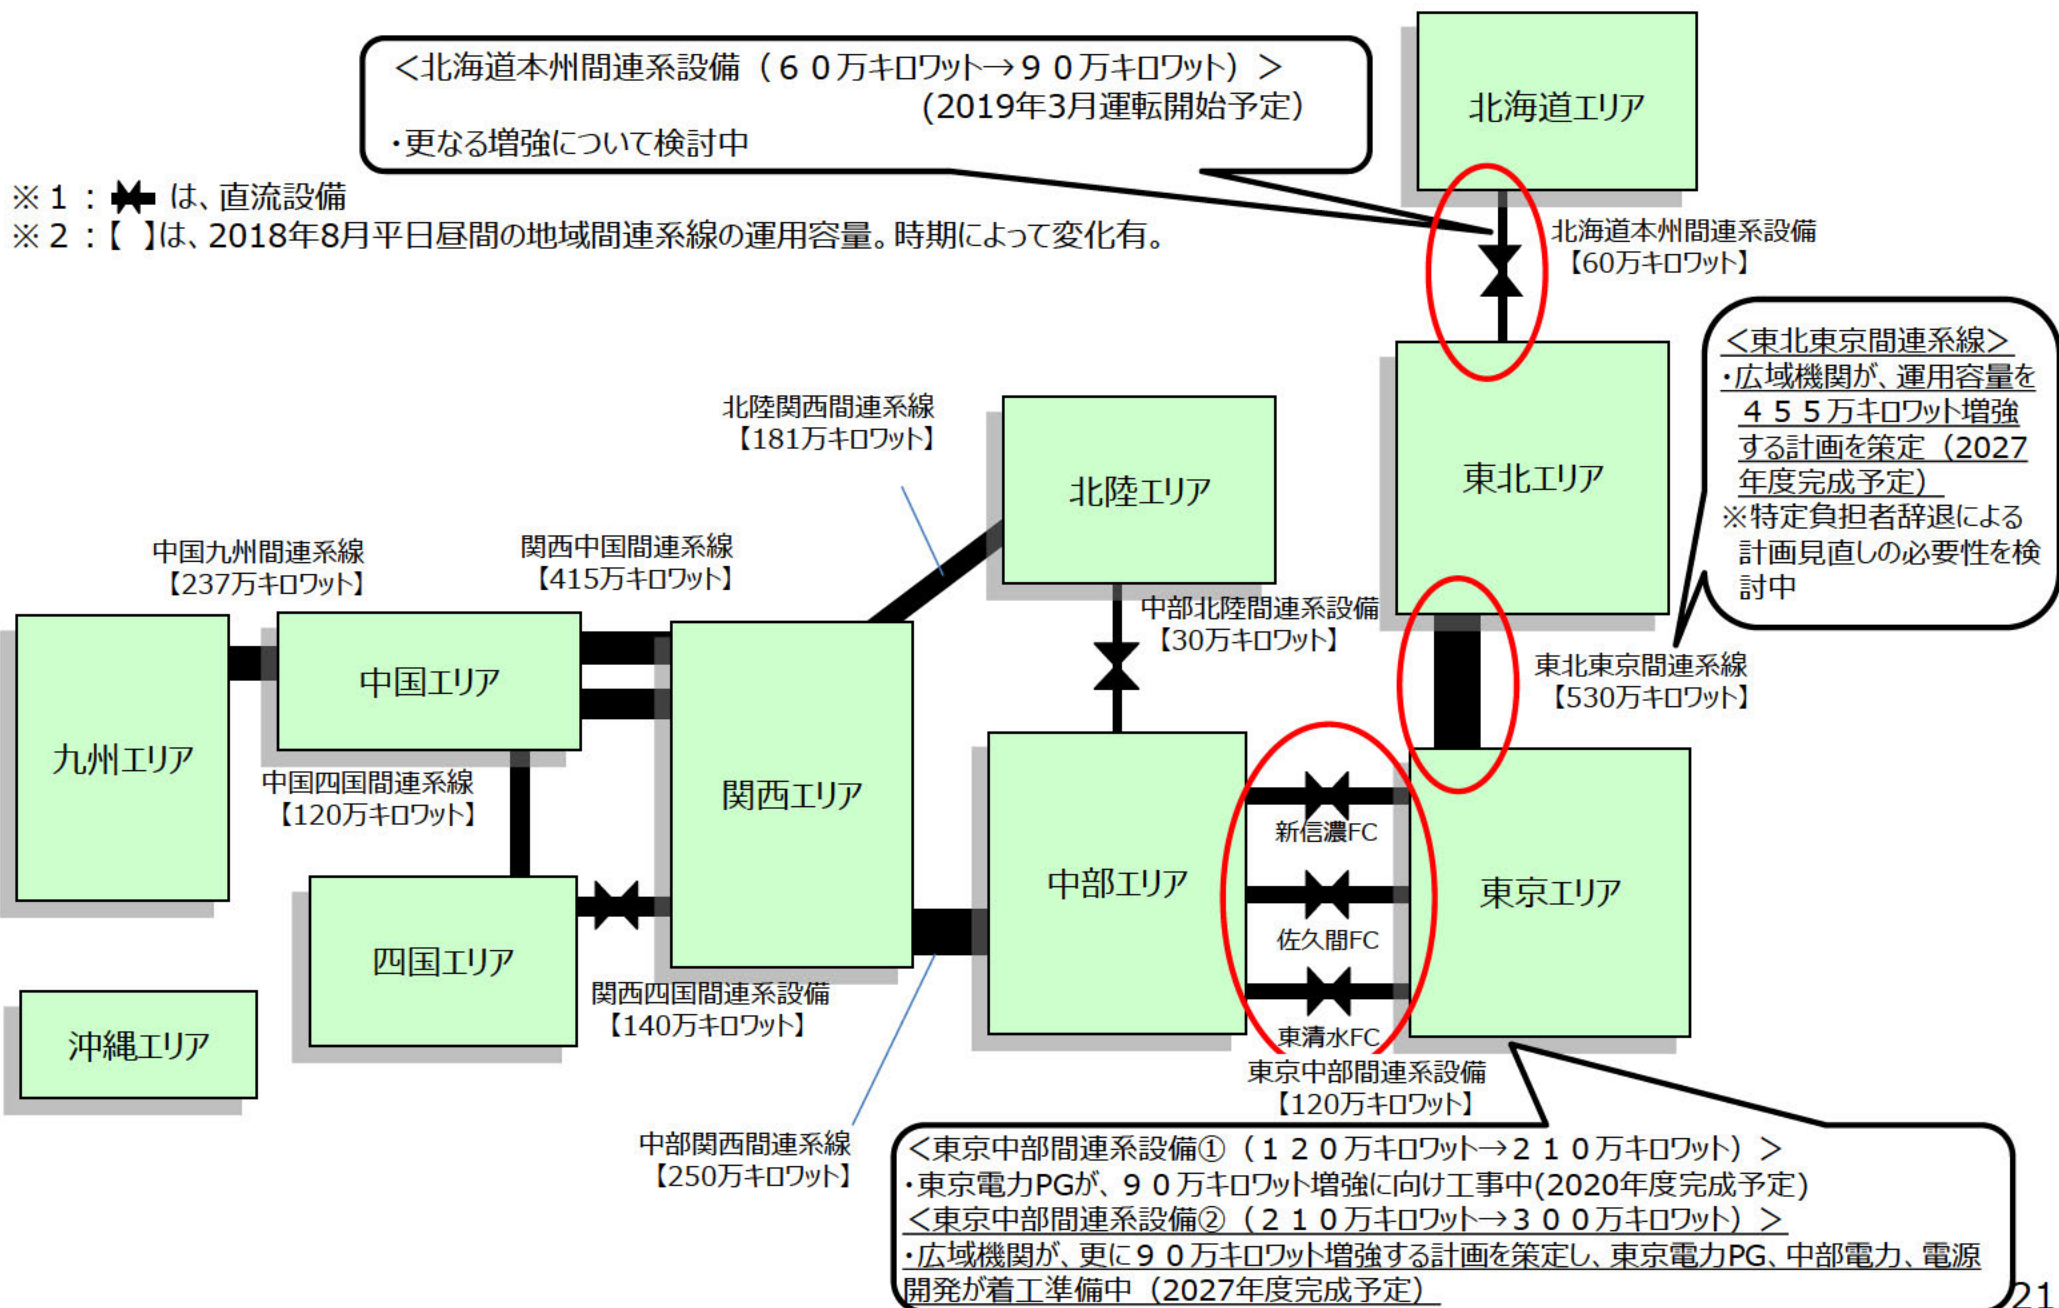 ＜北海道本州間連系設備（６０万キロワット→９０万キロワット）＞
(2019年3月運転開始予定)
・更なる増強について検討中
北海道エリア
※１：　は、直流設備
※２：【　】は、2018年8月平日昼間の地域間連系線の運用容量。時期によって変化有。
北海道本州間連系設備
【60万キロワット】
＜東北東京間連系線＞
・広域機関が、運用容量を
４５５万キロワット増強
する計画を策定（2027
年度完成予定）
※特定負担者辞退による
計画見直しの必要性を検
討中
北陸関西間連系線
【181万キロワット】
北陸エリア
東北エリア
中国九州間連系線
【237万キロワット】
関西中国間連系線
【415万キロワット】
中部北陸間連系設備
【30万キロワット】
東北東京間連系線
【530万キロワット】
九州エリア
中国エリア
関西エリア
中国四国間連系線
【120万キロワット】
中部エリア
新信濃FC
佐久間FC
東清水FC
東京エリア
四国エリア
関西四国間連系設備
【140万キロワット】
沖縄エリア
東京中部間連系設備
【120万キロワット】
中部関西間連系線
【250万キロワット】
＜東京中部間連系設備①（１２０万キロワット→２１０万キロワット）＞
・東京電力PGが、９０万キロワット増強に向け工事中(2020年度完成予定)
＜東京中部間連系設備②（２１０万キロワット→３００万キロワット）＞
・広域機関が、更に９０万キロワット増強する計画を策定し、東京電力PG、中部電力、電源
開発が着工準備中（2027年度完成予定）
21